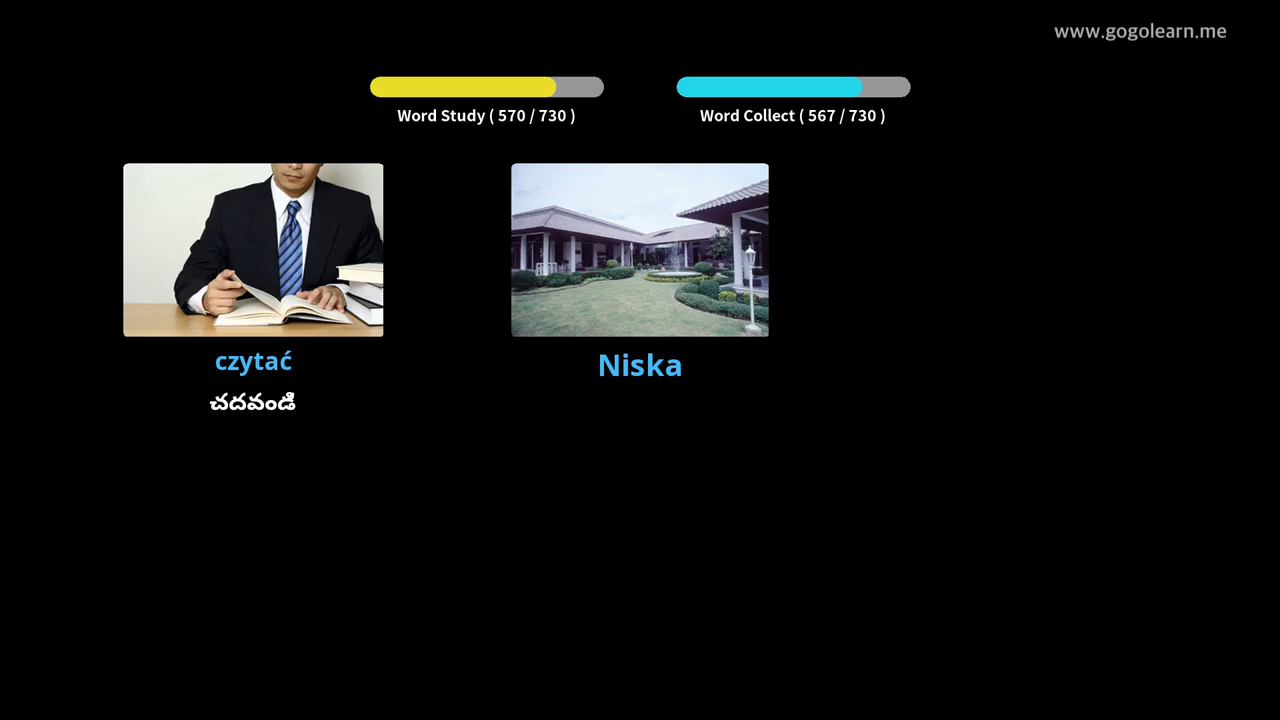 www.gogolearn.me
Word Study ( 570 / 730 )
Word Collect ( 567 / 730 )
czytać
చదవండి
Niska